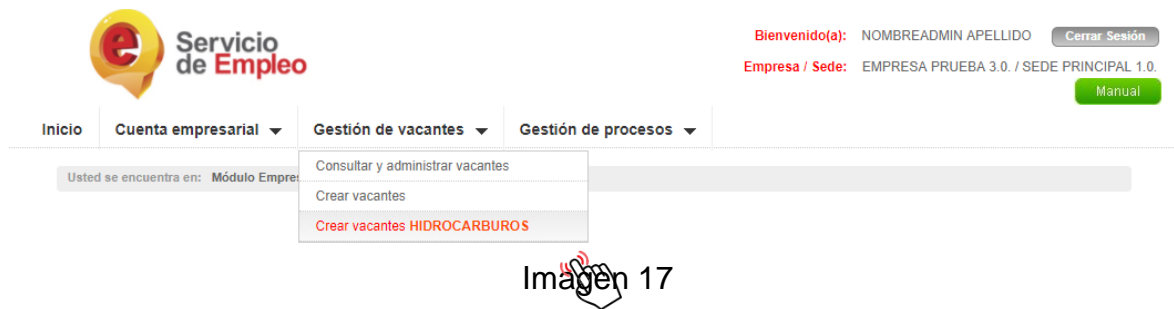 e Servicio
de Empleo
Bienvenido(a): NOMBREADMIN APELLIDO Cerrar Sesión
Empresa / Sede: EMPRESA PRUEBA 3.0. / SEDE PRINCIPAL 1.0.
Manual
Inicio Cuenta empresarial Gestión de vacantes Gestión de procesos
Usted se encuentra en: Módulo Empres
Consultar y administrar vacantes
Crear vacantes
Crear vacantes HIDROCARBUROS
Imagen 17